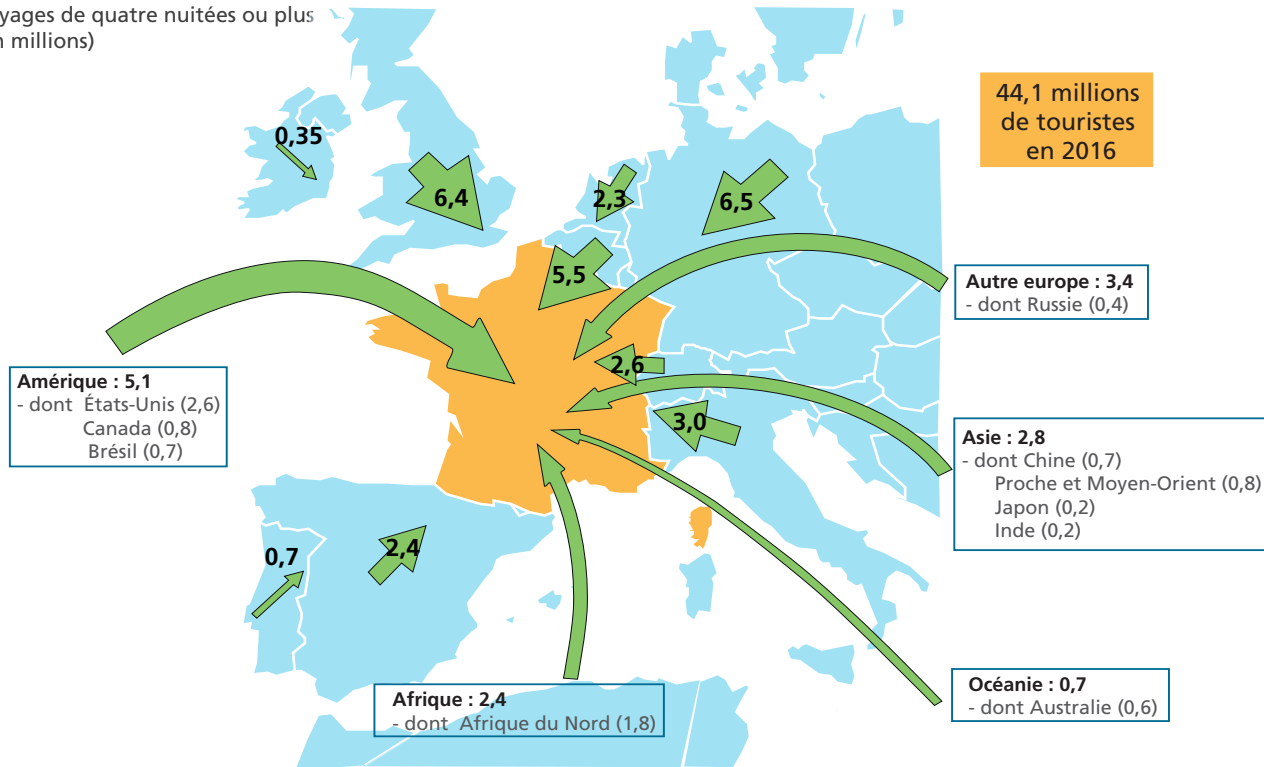 yages de quatre nuitées ou plus
n millions)
44,1 millions
de touristes
en 2016
0,35
6,4
2,3
6,5
5,5
Autre europe : 3,4
- dont Russie (0,4)
2,6
Amérique : 5,1
- dont États-Unis (2,6)
Canada (0,8)
Brésil (0,7)
3,0
Asie : 2,8
- dont Chine (0,7)
Proche et Moyen-Orient (0,8)
Japon (0,2)
Inde (0,2)
0,7
2,4
Afrique : 2,4
- dont Afrique du Nord (1,8)
Océanie : 0,7
- dont Australie (0,6)